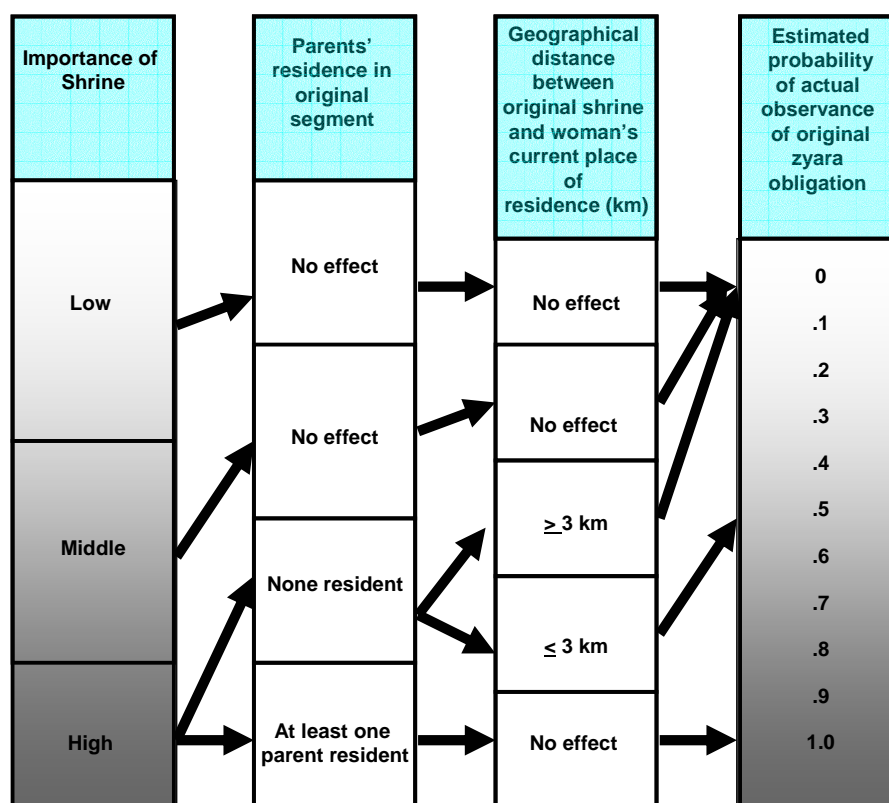 Importance of
Shrine
Low
Middle
High
Parents'
residence in
original
segment
No effect
No effect
None resident
At least one
parent resident
Geographical
distance
between
original shrine
and woman's
current place
of
residence (km)
No effect
No effect
≥ 3 km
≤ 3 km
No effect
Estimated
probability
of actual
observance
of original
zyara
obligation
0
.1
.2
.3
.4
.5
.6
.7
.8
.9
1.0